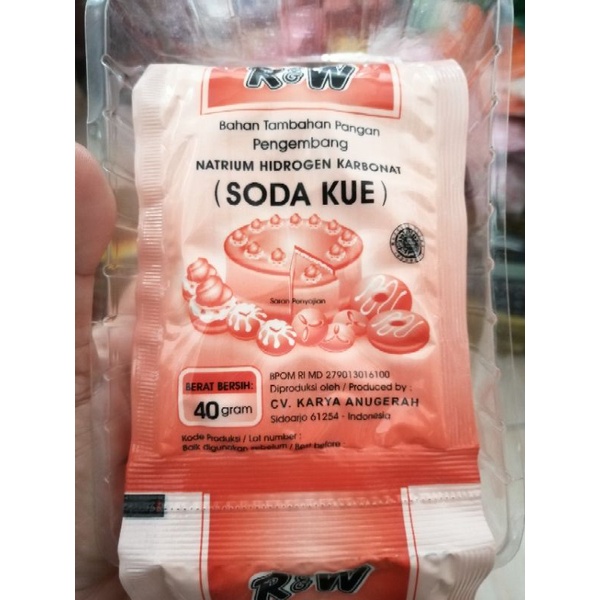 R&W
Bahan Tambahan Pangan
Pengembang
NATRIUM HIDROGEN KARBONAT
(SODA KUE)
Saran Penyajian
BERAT BERSIH:
40 gram
BPOM RI MD 279013016100
Diproduksi oleh / Produced by :
CV. KARYA ANUGERAH
Sidoarjo 61254 - Indonesia
Kode Produksi / Lot number :
Baik digunakan sebelum / Best before
R&W